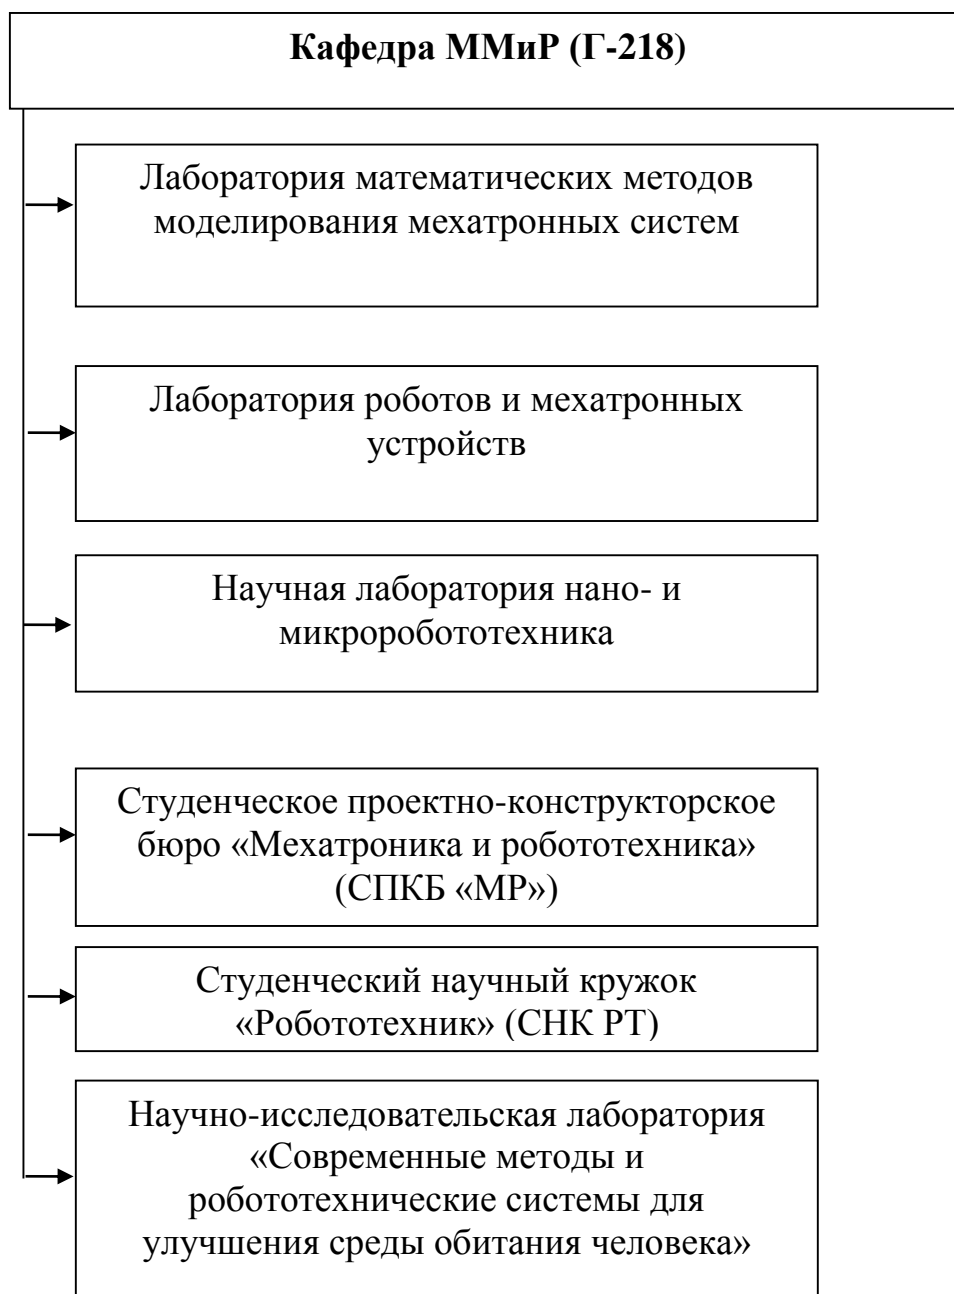 Кафедра ММиР (Г-218)
Лаборатория математических методов
моделирования мехатронных систем
Лаборатория роботов и мехатронных
устройств
Научная лаборатория нано- и
микроробототехника
Студенческое проектно-конструкторское
бюро «Мехатроника и робототехника»
(СПКБ «МР»)
Студенческий научный кружок
«Робототехник» (СНК РТ)
Научно-исследовательская лаборатория
«Современные методы и
робототехнические системы для
улучшения среды обитания человека»